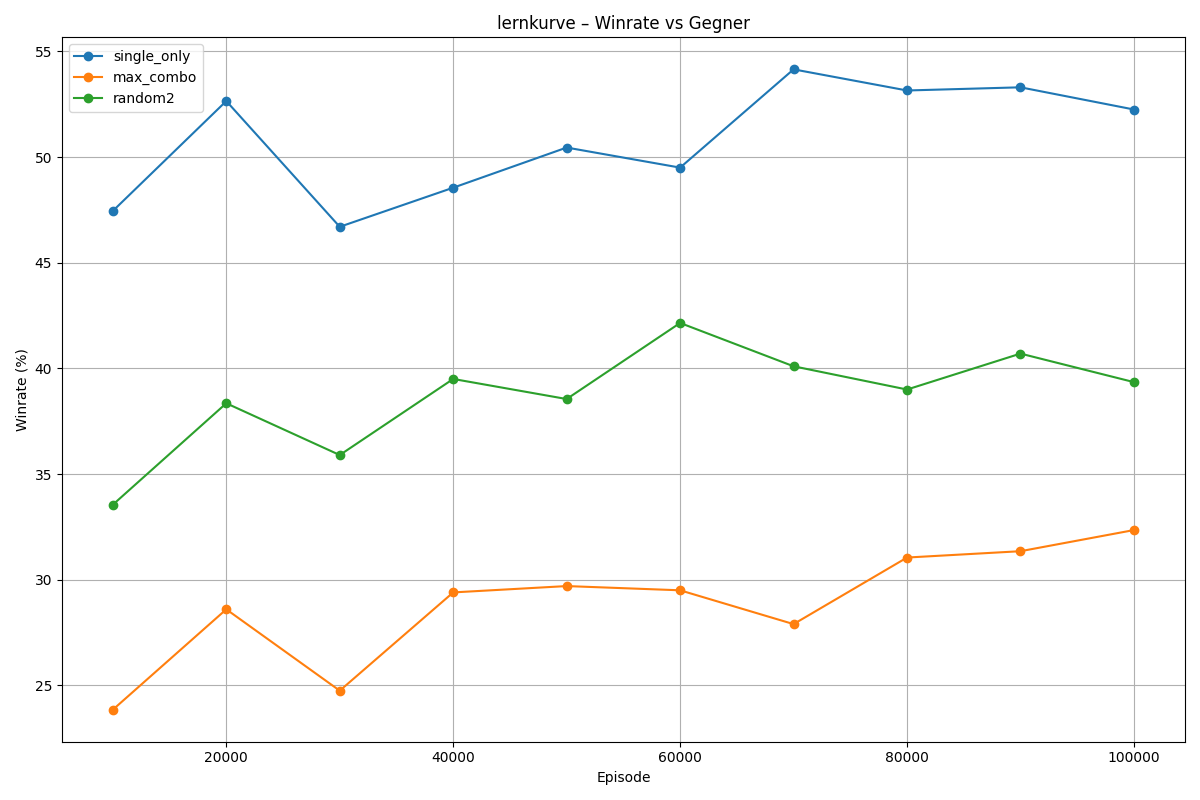 lernkurve – Winrate vs Gegner
single_only
max_combo
random2
Winrate (%)
55
50
45
40
35
30
25
20000 40000 60000 80000 100000
Episode